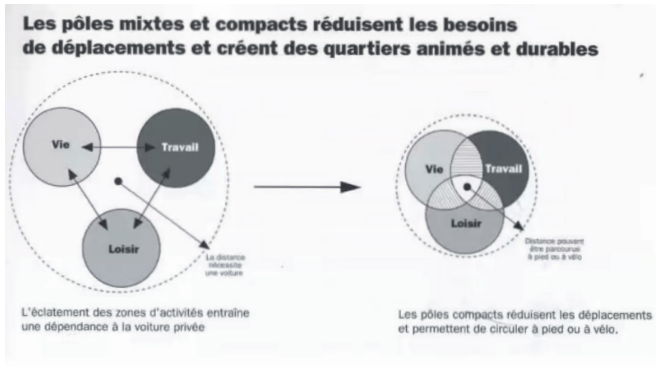 Les pôles mixtes et compacts réduisent les besoins
de déplacements et créent des quartiers animés et durables
Vie
Travail
Loisir
La distance
nécessite
une voiture
L'éclatement des zones d'activités entraîne
une dépendance à la voiture privée
Vie
Travail
Loisir
Distance pouvant
être parcourue
à pied ou à vélo
Les pôles compacts réduisent les déplacements
et permettent de circuler à pied ou à vélo.